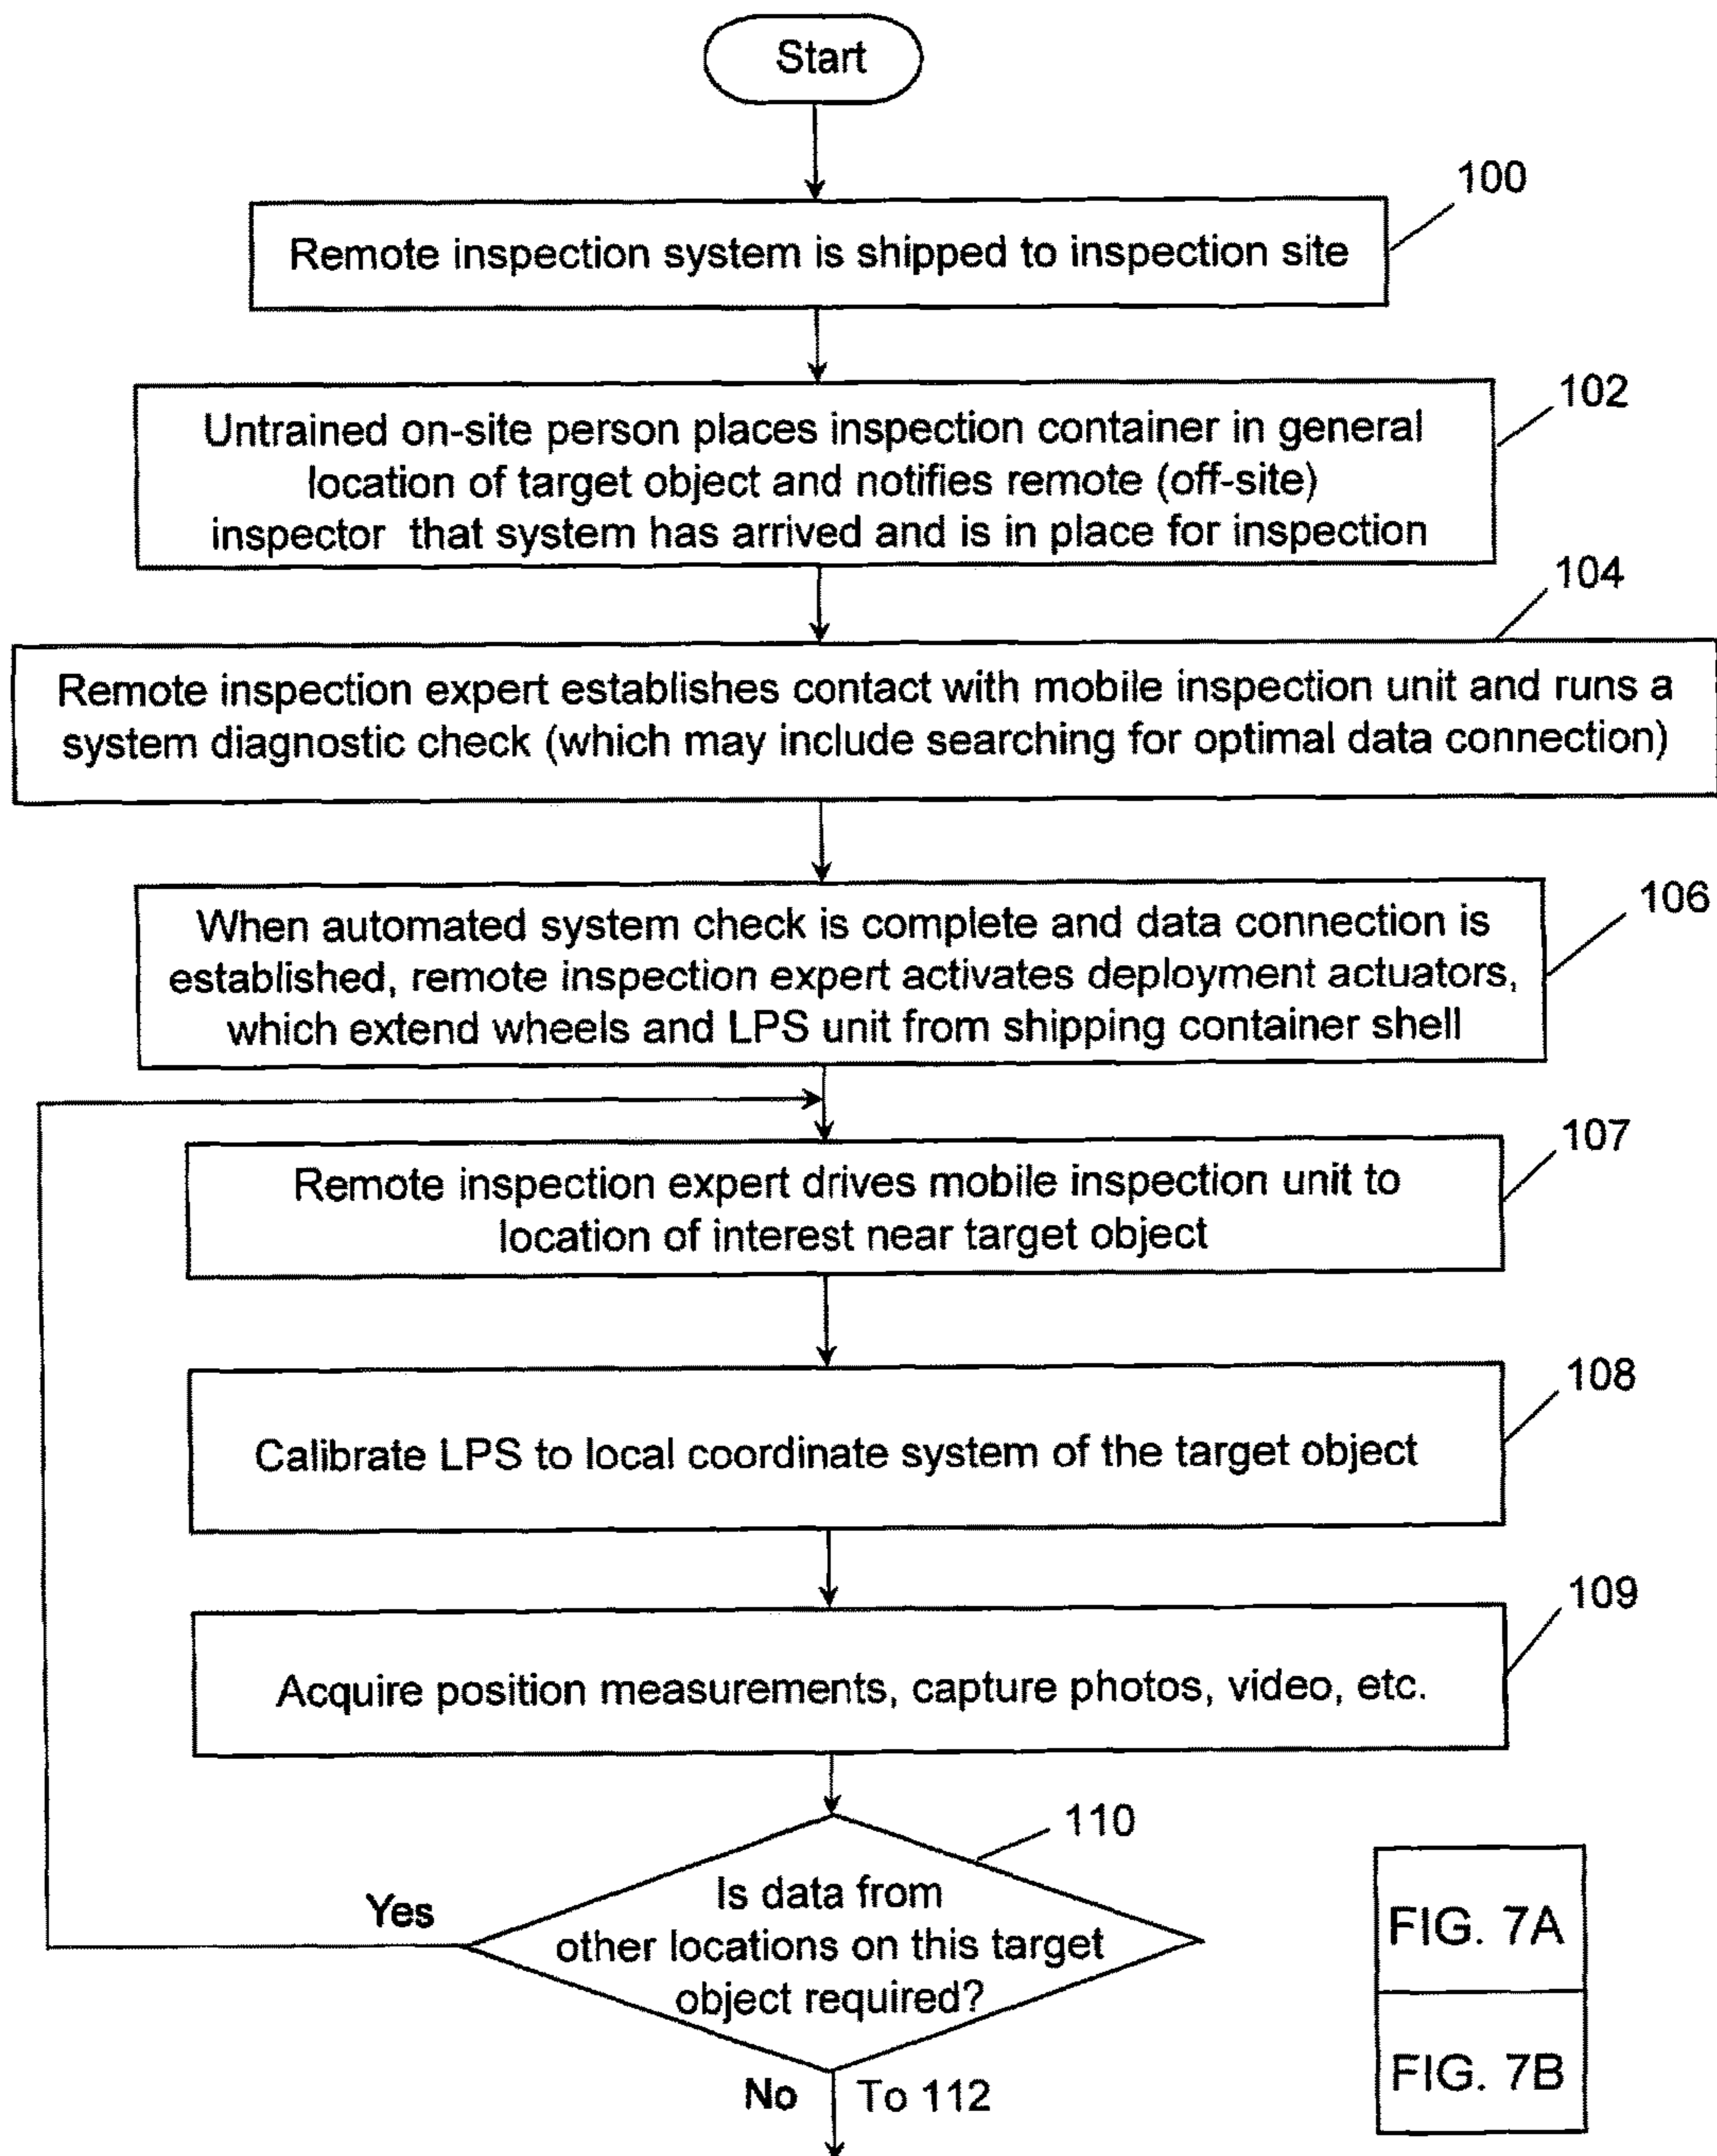 Start
100
Remote inspection system is shipped to inspection site
102
Untrained on-site person places inspection container in general
location of target object and notifies remote (off-site)
inspector that system has arrived and is in place for inspection
104
Remote inspection expert establishes contact with mobile inspection unit and runs a
system diagnostic check (which may include searching for optimal data connection)
106
When automated system check is complete and data connection is
established, remote inspection expert activates deployment actuators,
which extend wheels and LPS unit from shipping container shell
107
Remote inspection expert drives mobile inspection unit to
location of interest near target object
108
Calibrate LPS to local coordinate system of the target object
109
Acquire position measurements, capture photos, video, etc.
110
Is data from
other locations on this target
object required?
Yes
No To 112
FIG. 7A
FIG. 7B